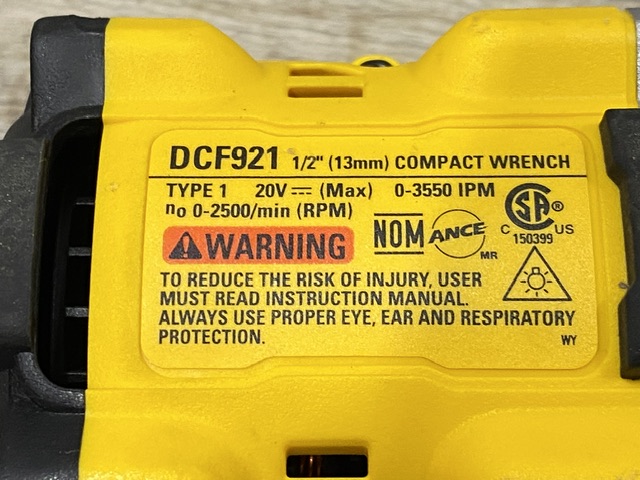 DCF921 1/2" (13mm) COMPACT WRENCH
TYPE 1 20V⎓ (Max) 0-3550 IPM
no 0-2500/min (RPM)
WARNING
NOM ANCE MR
CSA ®
C US
150399
TO REDUCE THE RISK OF INJURY, USER
MUST READ INSTRUCTION MANUAL.
ALWAYS USE PROPER EYE, EAR AND RESPIRATORY
PROTECTION.
WY